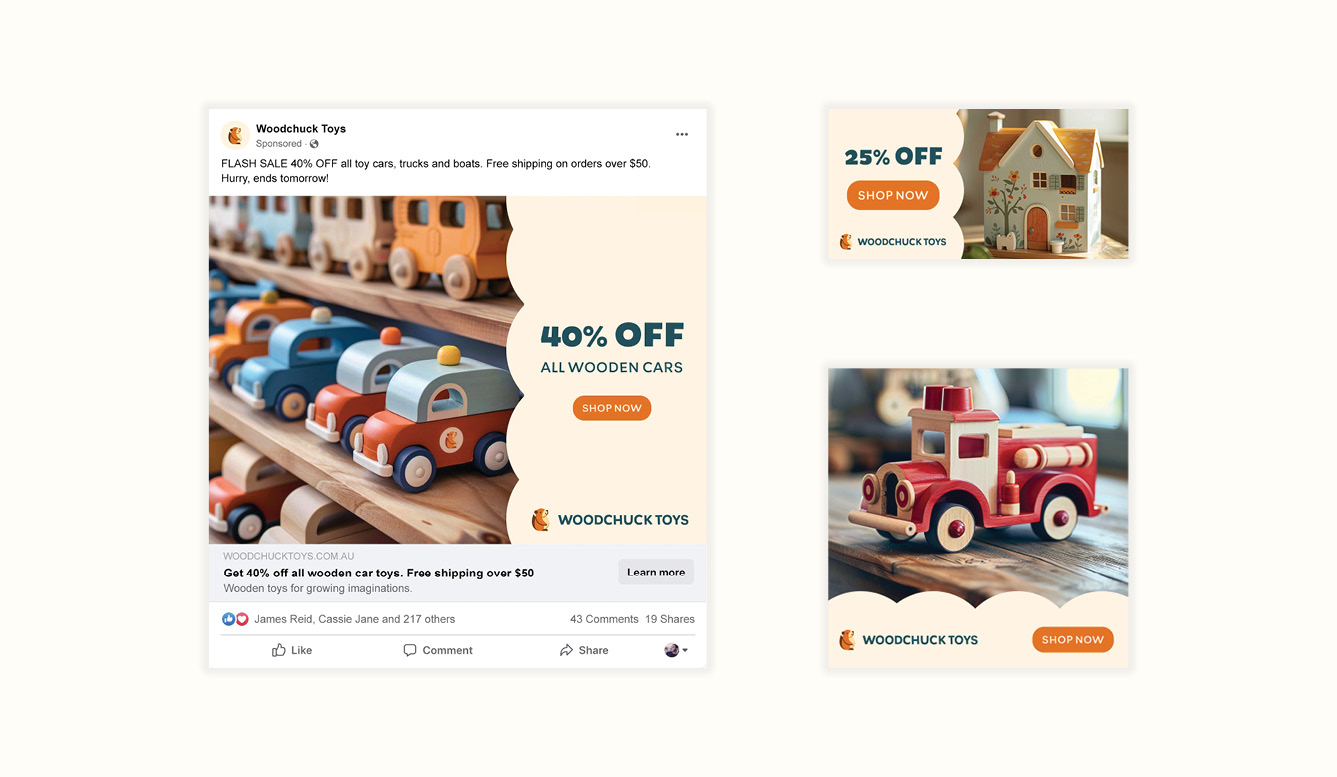 Woodchuck Toys
Sponsored ·
FLASH SALE 40% OFF all toy cars, trucks and boats. Free shipping on orders over $50.
Hurry, ends tomorrow!
40% OFF
ALL WOODEN CARS
SHOP NOW
WOODCHUCK TOYS
WOODCHUCKTOYS.COM.AU
Get 40% off all wooden car toys. Free shipping over $50
Wooden toys for growing imaginations.
Learn more
James Reid, Cassie Jane and 217 others
43 Comments 19 Shares
Like Comment Share
25% OFF
SHOP NOW
WOODCHUCK TOYS
WOODCHUCK TOYS
SHOP NOW